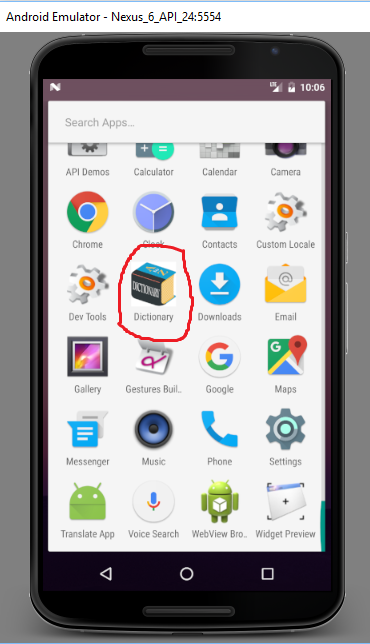 Android Emulator - Nexus_6_API_24:5554
LTE 10:06
Search Apps…
API Demos Calculator Calendar Camera
Chrome Clock Contacts Custom Locale
DICTIONARY
Dev Tools Dictionary Downloads Email
Gallery Gestures Buil.. Google Maps
Messenger Music Phone Settings
Translate App Voice Search WebView Bro.. Widget Preview